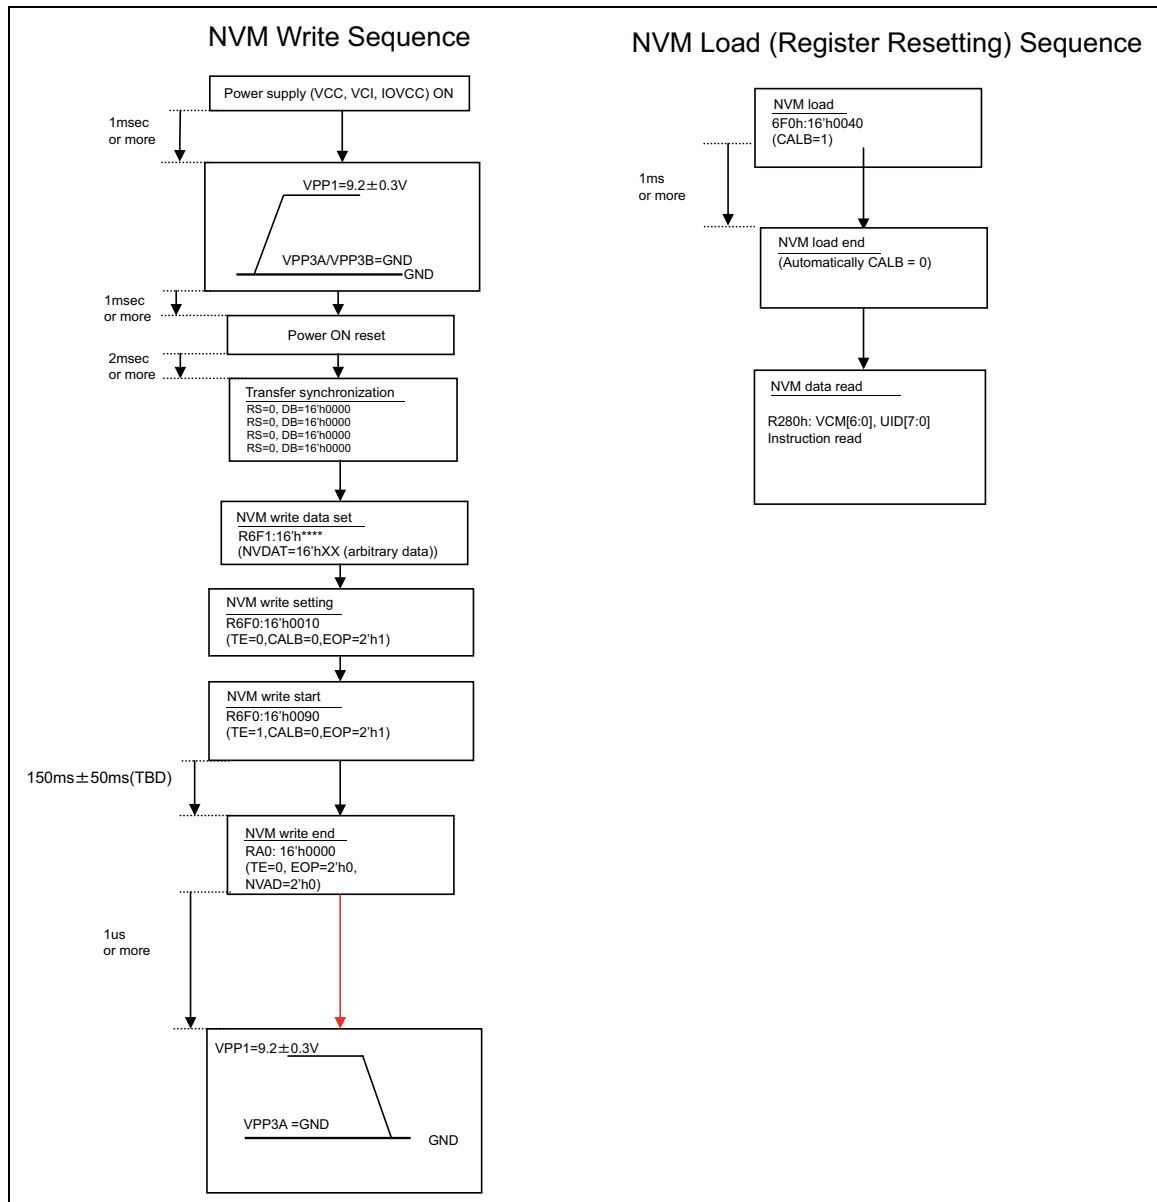 NVM Write Sequence
Power supply (VCC, VCI, IOVCC) ON
1msec
or more
VPP1=9.2±0.3V
VPP3A/VPP3B=GND
GND
1msec
or more
Power ON reset
2msec
or more
Transfer synchronization
RS=0, DB=16'h0000
RS=0, DB=16'h0000
RS=0, DB=16'h0000
RS=0, DB=16'h0000
NVM write data set
R6F1:16'h****
(NVDAT=16'hXX (arbitrary data))
NVM write setting
R6F0:16'h0010
(TE=0,CALB=0,EOP=2'h1)
NVM write start
R6F0:16'h0090
(TE=1,CALB=0,EOP=2'h1)
150ms±50ms(TBD)
NVM write end
RA0: 16'h0000
(TE=0, EOP=2'h0,
NVAD=2'h0)
1us
or more
VPP1=9.2±0.3V
VPP3A =GND
GND
NVM Load (Register Resetting) Sequence
NVM load
6F0h:16'h0040
(CALB=1)
1ms
or more
NVM load end
(Automatically CALB = 0)
NVM data read
R280h: VCM[6:0], UID[7:0]
Instruction read